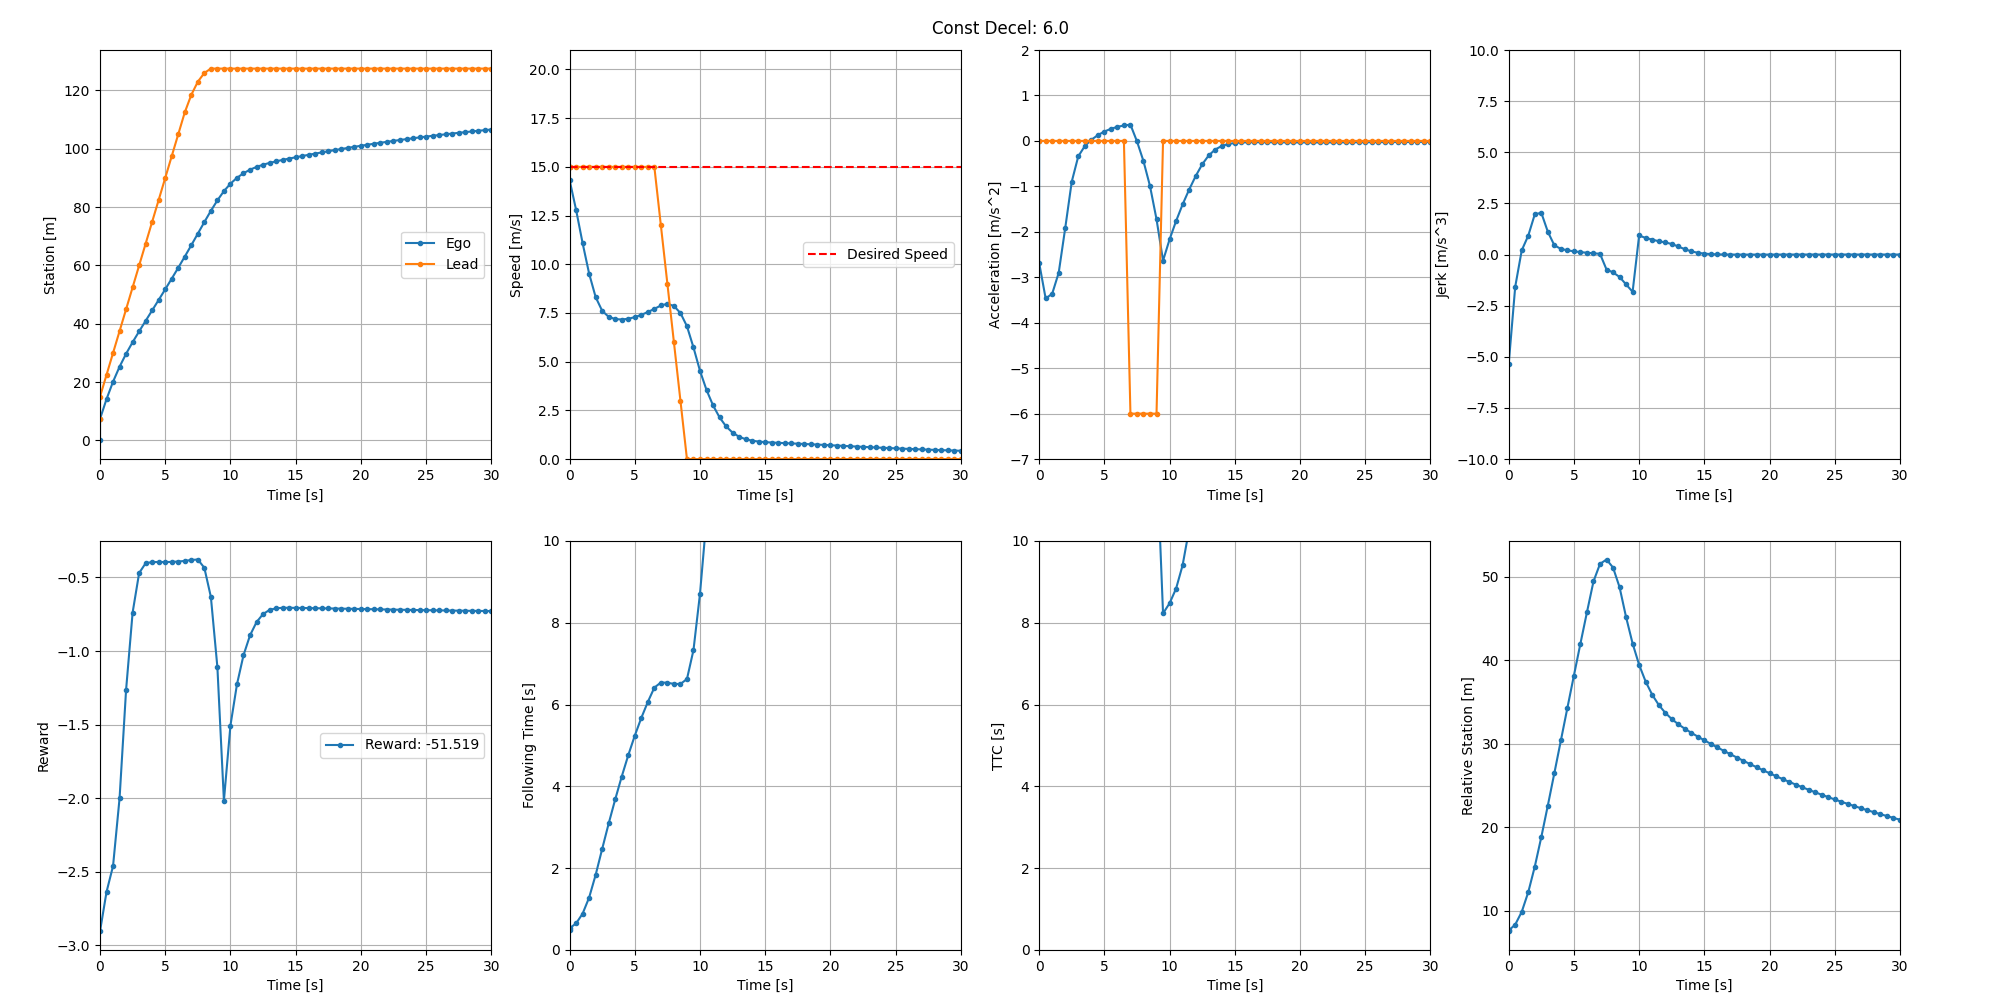 Const Decel: 6.0
Station [m]
120
100
80
60
40
20
0
Ego
Lead
0 5 10 15 20 25 30
Time [s]
Speed [m/s]
20.0
17.5
15.0
12.5
10.0
7.5
5.0
2.5
0.0
Desired Speed
0 5 10 15 20 25 30
Time [s]
Acceleration [m/s^2]
2
1
0
−1
−2
−3
−4
−5
−6
−7
0 5 10 15 20 25 30
Time [s]
Jerk [m/s^3]
10.0
7.5
5.0
2.5
0.0
−2.5
−5.0
−7.5
−10.0
0 5 10 15 20 25 30
Time [s]
Reward
−0.5
−1.0
−1.5
−2.0
−2.5
−3.0
Reward: -51.519
0 5 10 15 20 25 30
Time [s]
Following Time [s]
10
8
6
4
2
0
0 5 10 15 20 25 30
Time [s]
TTC [s]
10
8
6
4
2
0
0 5 10 15 20 25 30
Time [s]
Relative Station [m]
50
40
30
20
10
0 5 10 15 20 25 30
Time [s]